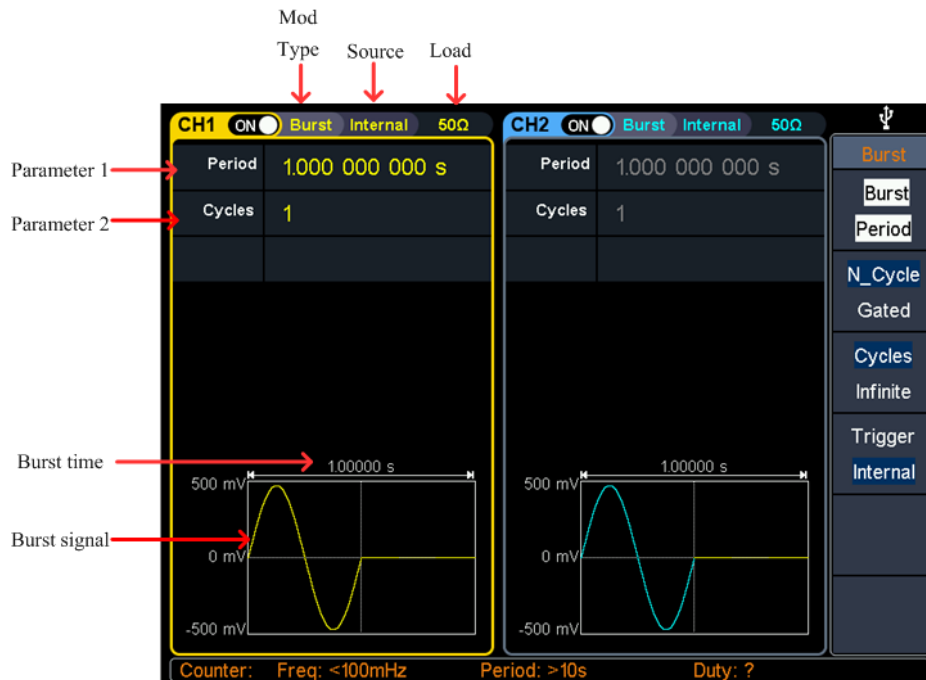 Mod
Type Source Load
CH1 ON Burst Internal 50Ω CH2 ON Burst Internal 50Ω
Burst
Parameter 1 Period 1.000 000 000 s Period 1.000 000 000 s
Burst
Parameter 2 Cycles 1 Cycles 1
Period
N_Cycle
Gated
Cycles
Infinite
Trigger
Burst time 1.00000 s 1.00000 s
Internal
500 mV 500 mV
Burst signal 0 mV 0 mV
-500 mV -500 mV
Counter: Freq: <100mHz Period: >10s Duty: ?